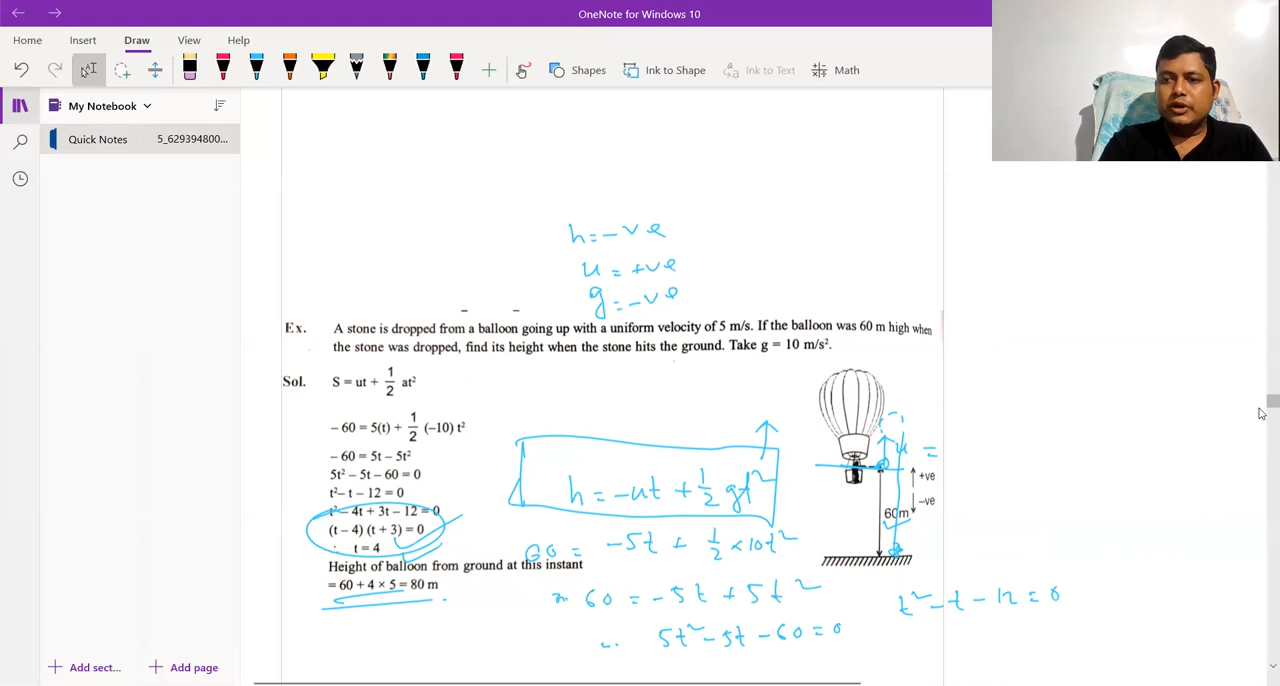 OneNote for Windows 10
Home Insert Draw View Help
Shapes Ink to Shape Ink to Text Math
My Notebook
Quick Notes 5_629394800...
h = -ve
u = +ve
g = -ve
Ex. A stone is dropped from a balloon going up with a uniform velocity of 5 m/s. If the balloon was 60 m high when
the stone was dropped, find its height when the stone hits the ground. Take g = 10 m/s².
Sol. S = ut + 1/2 at²
– 60 = 5(t) + 1/2 (–10) t²
– 60 = 5t – 5t²
5t² – 5t – 60 = 0
t² – t – 12 = 0
t² – 4t + 3t – 12 = 0
(t – 4) (t + 3) = 0
∴ t = 4
Height of balloon from ground at this instant
= 60 + 4 × 5 = 80 m
h = -ut + 1/2 gt²
60 = -5t + 1/2 × 10t²
60 = -5t + 5t²
5t² - 5t - 60 = 0
t² - t - 12 = 0
u =
+ve
–ve
60m
Add sect... Add page